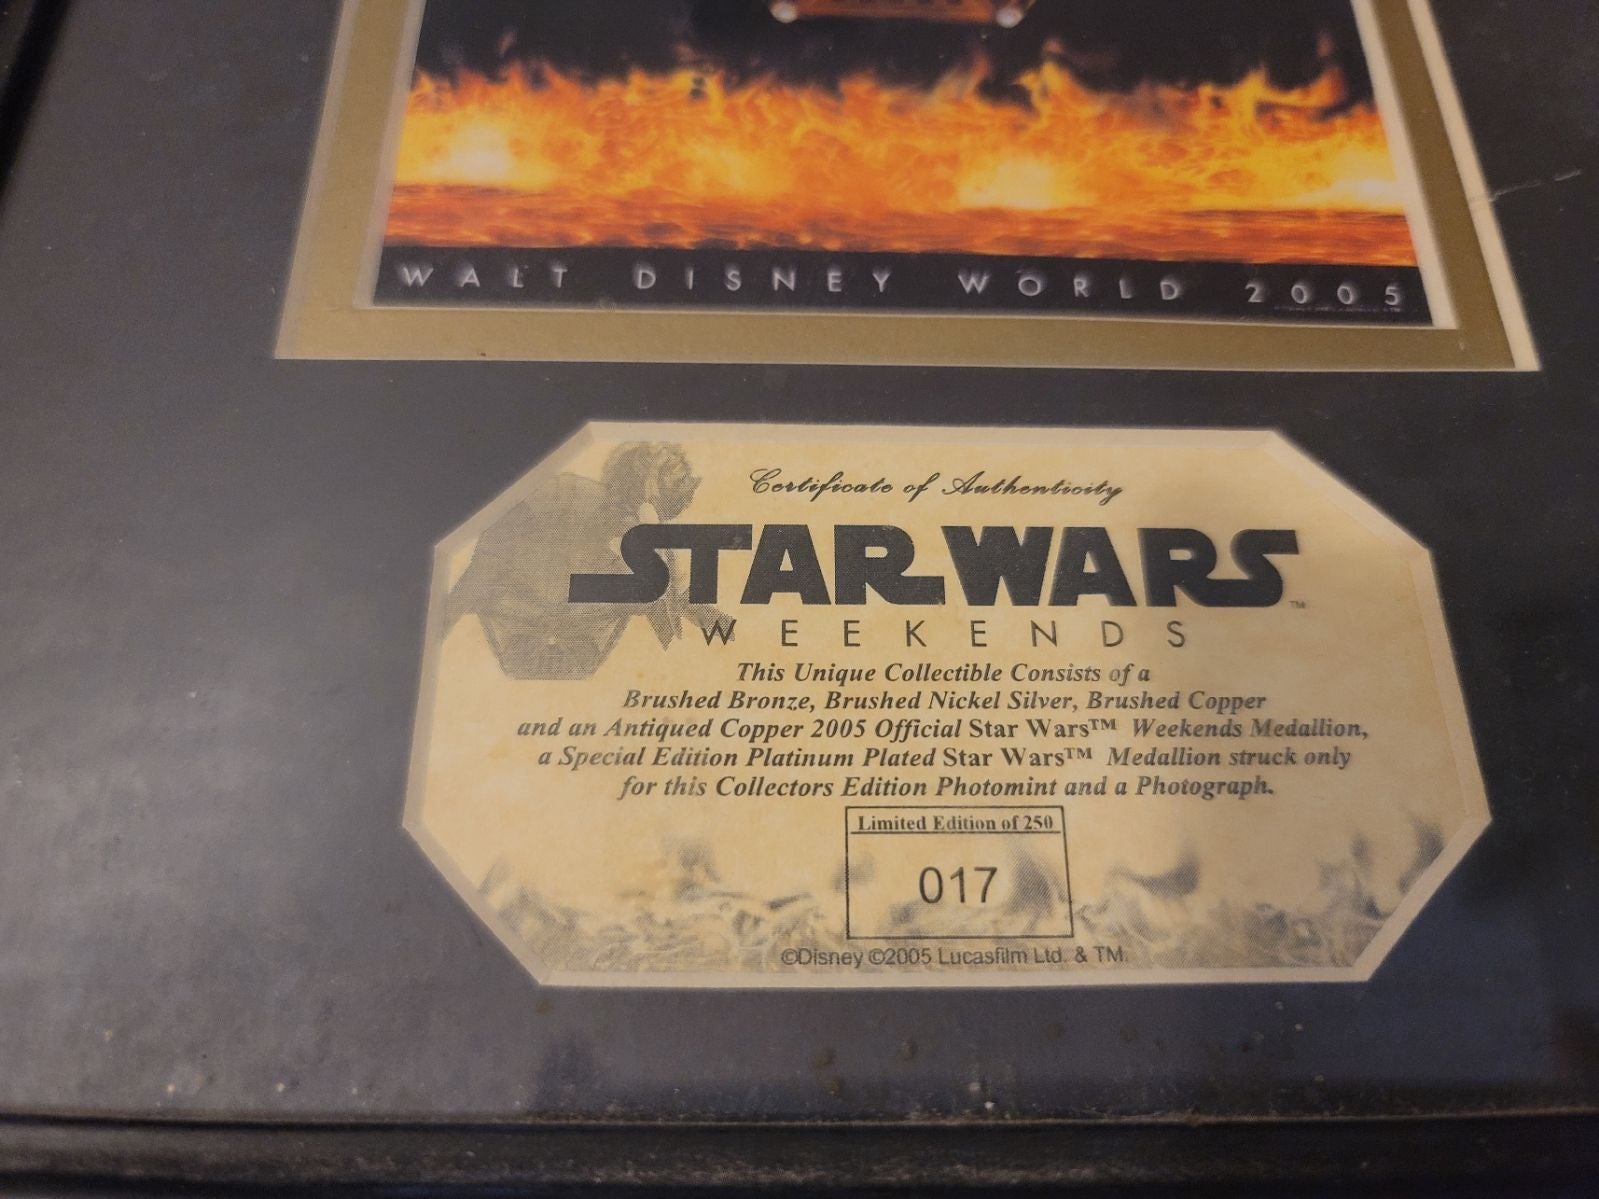 WALT DISNEY WORLD 2005
Certificate of Authenticity
STAR WARS™
WEEKENDS
This Unique Collectible Consists of a
Brushed Bronze, Brushed Nickel Silver, Brushed Copper
and an Antiqued Copper 2005 Official Star Wars™ Weekends Medallion,
a Special Edition Platinum Plated Star Wars™ Medallion struck only
for this Collectors Edition Photomint and a Photograph.
Limited Edition of 250
017
©Disney ©2005 Lucasfilm Ltd. & TM.